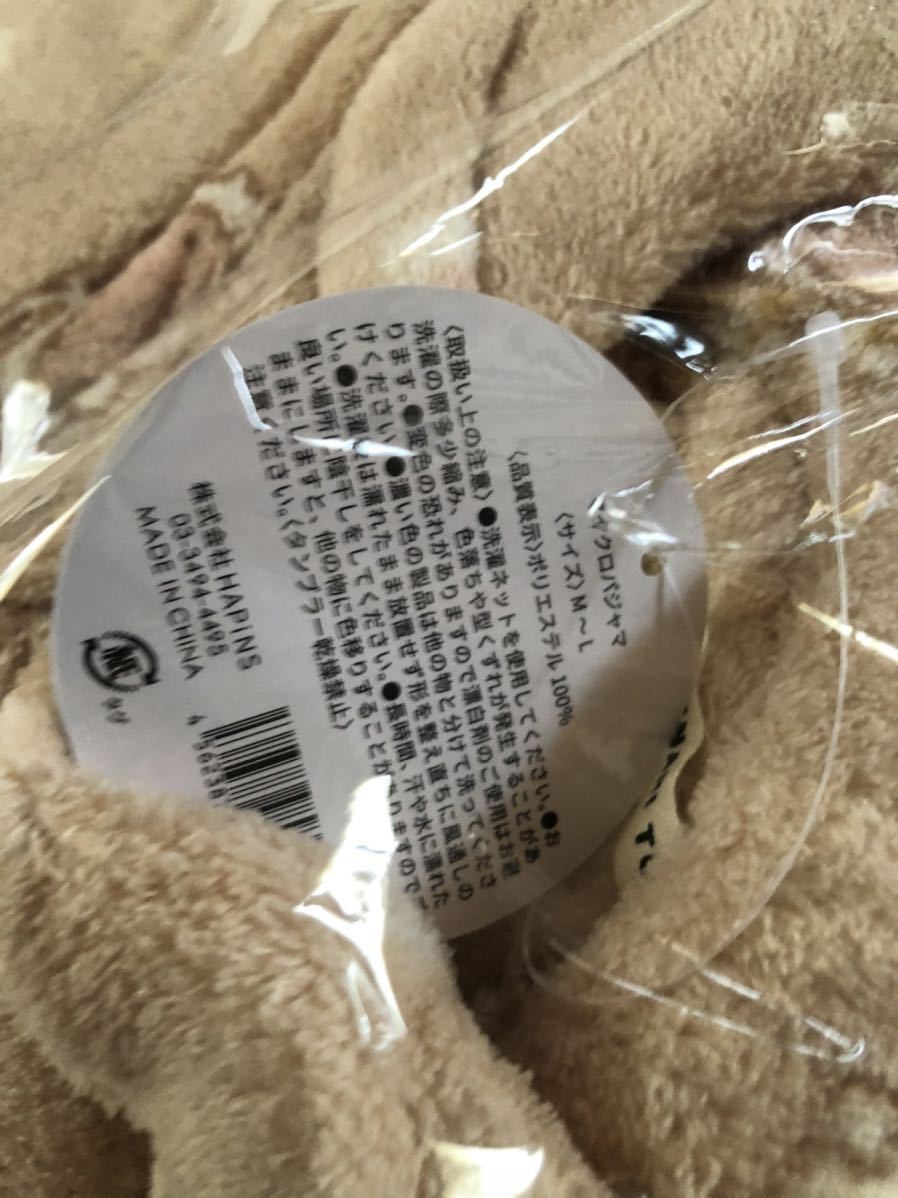 イクロパジャマ
〈サイズ〉M～L
〈品質表示〉ポリエステル 100%
〈取扱い上の注意〉●洗濯ネットを使用してください。●お
洗濯の際多少縮み、色落ちや型くずれが発生することがあ
ります。●変色の恐れがありますので漂白剤のご使用はお避
けください。●濃い色の製品は他の物と分けて洗ってくださ
い。●洗濯後は濡れたまま放置せず形を整え直ちに風通しの
良い場所に陰干しをしてください。●長時間、汗や水に濡れた
ままにしますと、他の物に色移りすることがありますのでご
注意ください。〈タンブラー乾燥禁止〉
株式会社HAPINS
03-3494-4495
MADE IN CHINA
タグ
4 5623